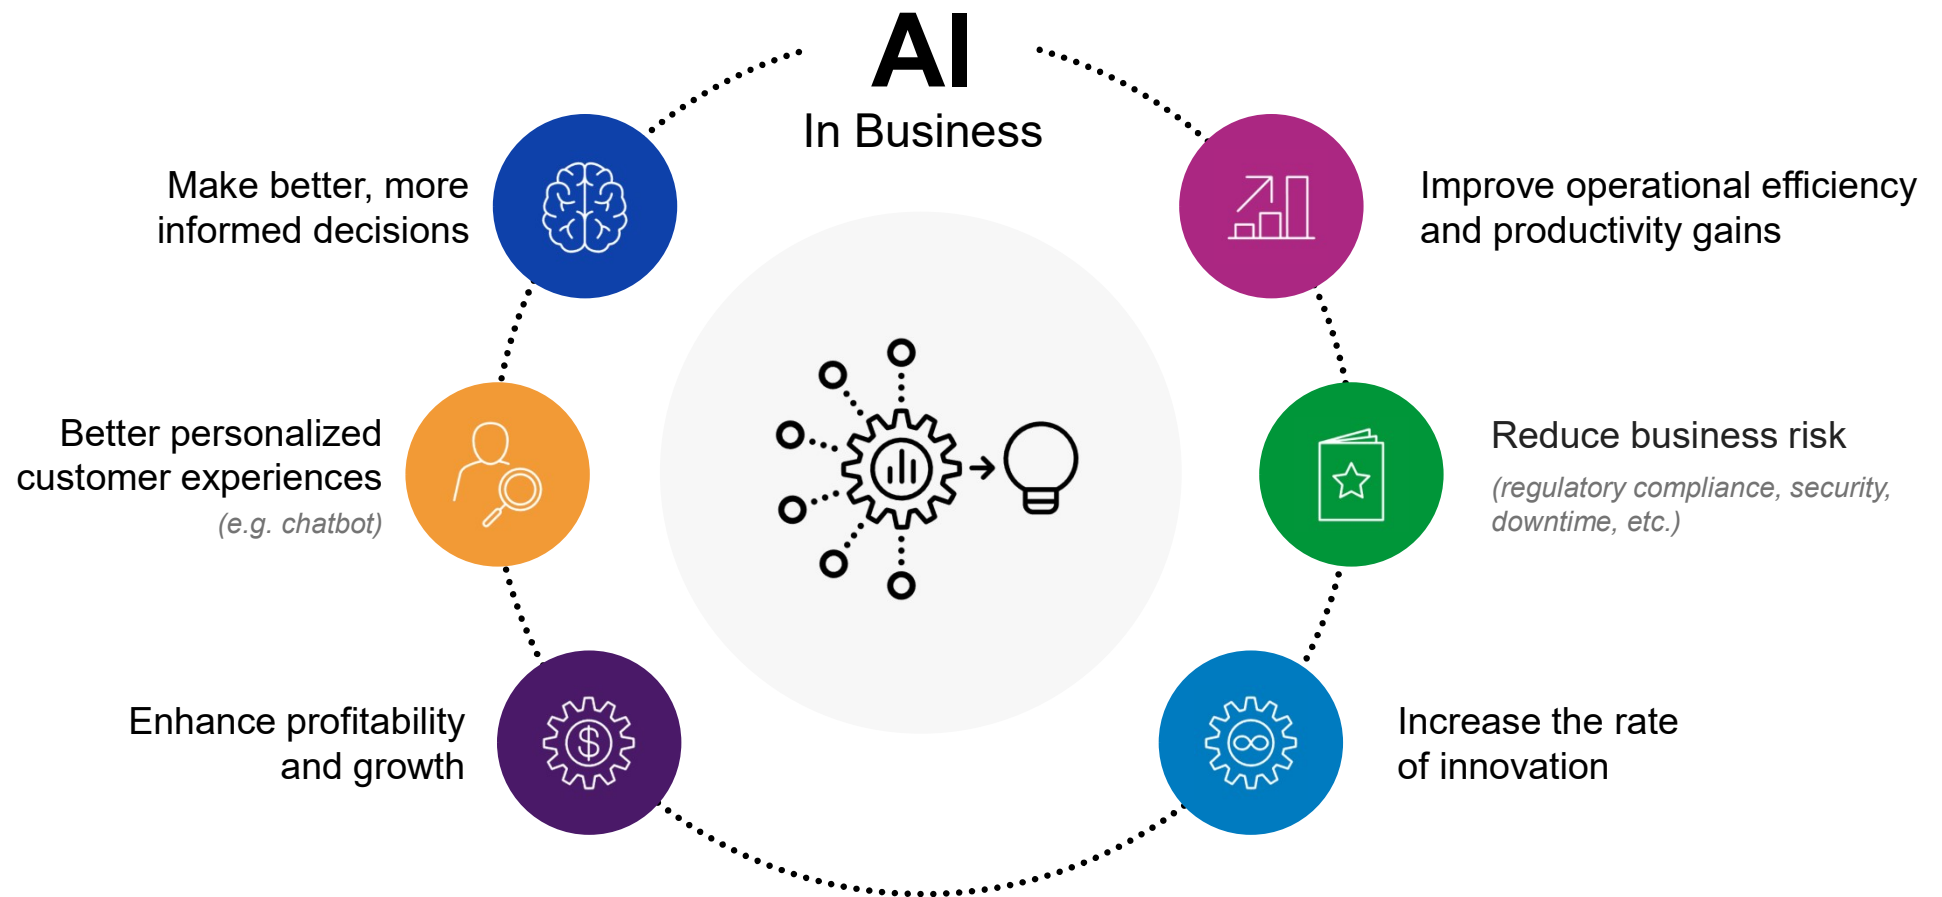 AI
In Business
Make better, more
informed decisions
Better personalized
customer experiences
(e.g. chatbot)
Enhance profitability
and growth
Improve operational efficiency
and productivity gains
Reduce business risk
(regulatory compliance, security,
downtime, etc.)
Increase the rate
of innovation
$